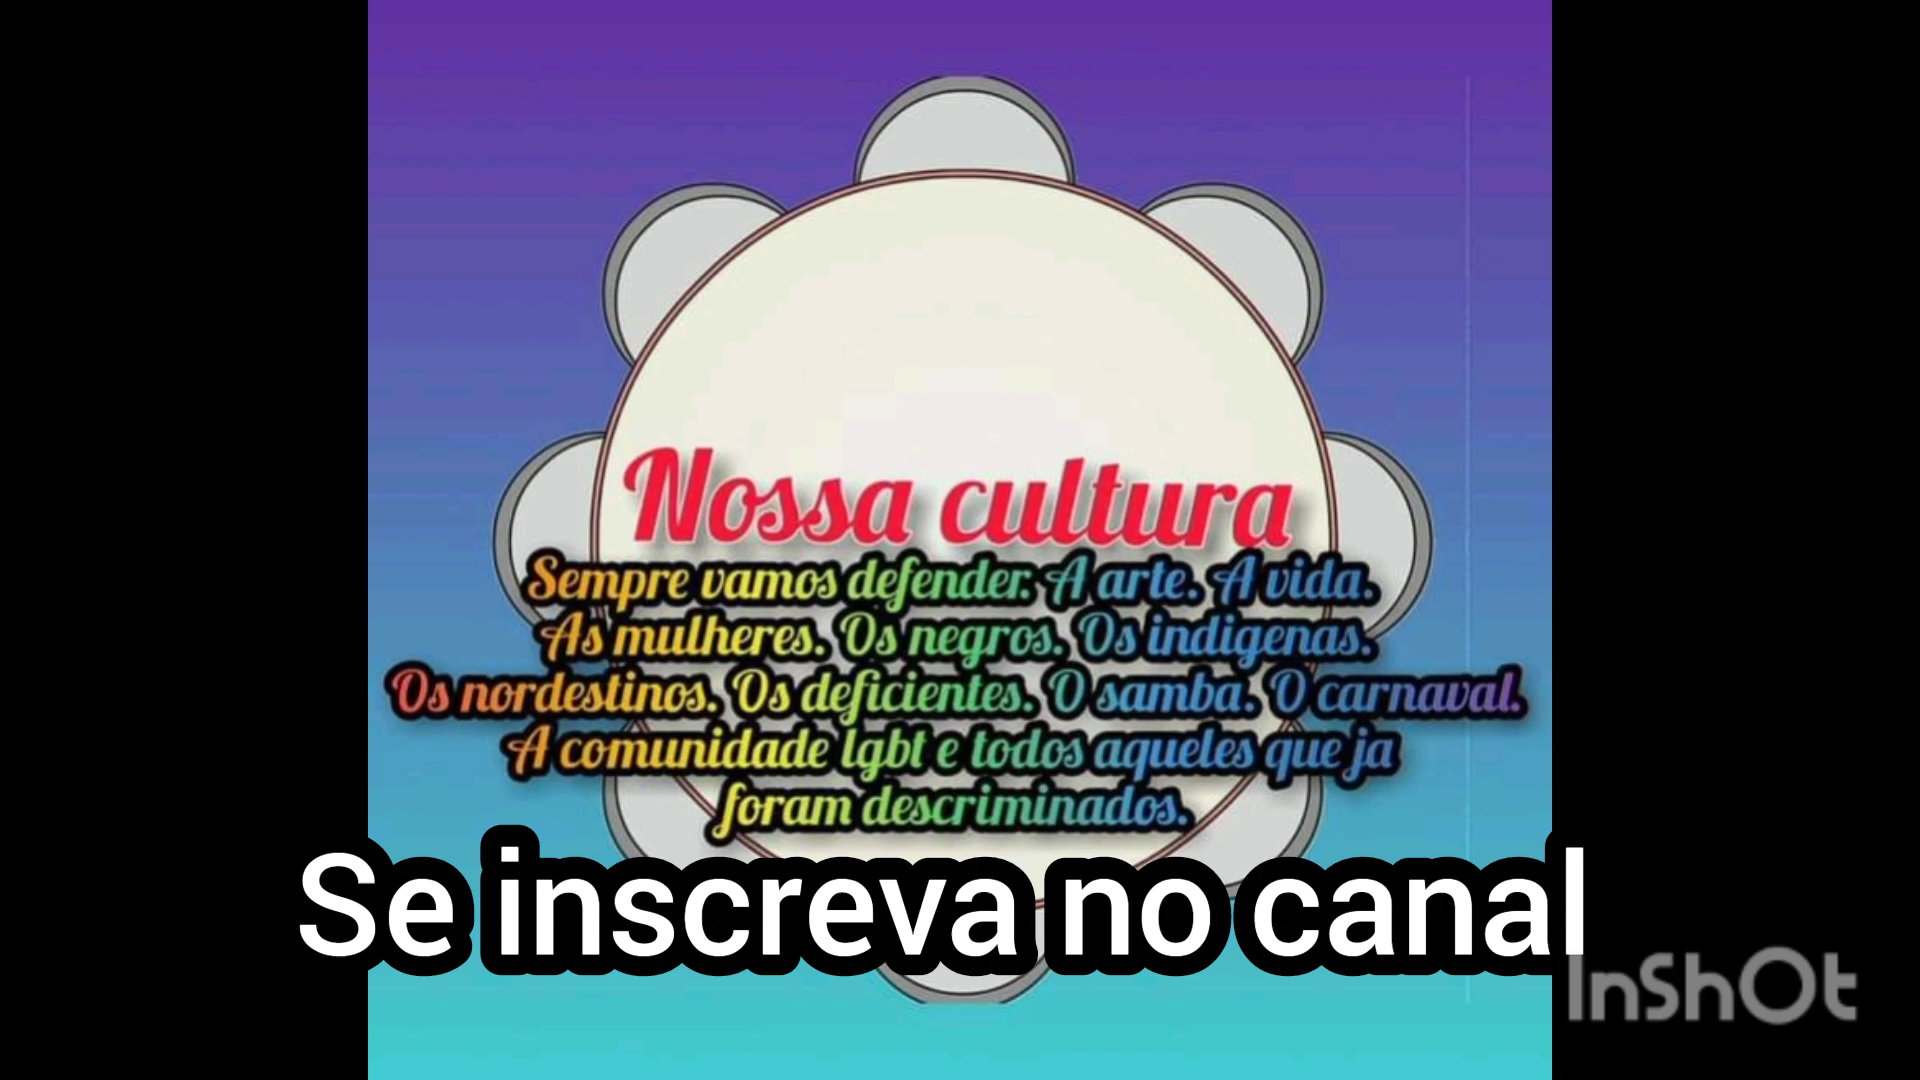 Nossa cultura
Sempre vamos defender. A arte. A vida.
As mulheres. Os negros. Os indigenas.
Os nordestinos. Os deficientes. O samba. O carnaval.
A comunidade lgbt e todos aqueles que ja
foram descriminados.
Se inscreva no canal
InShOt